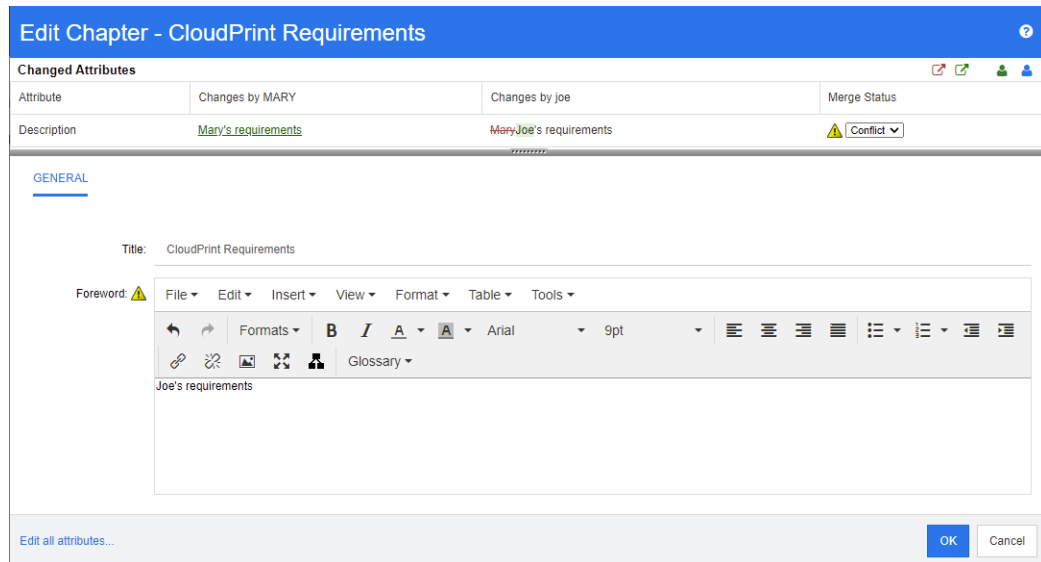 Edit Chapter - CloudPrint Requirements
?
Changed Attributes
Attribute Changes by MARY Changes by joe Merge Status
Description Mary's requirements MaryJoe's requirements Conflict
GENERAL
Title: CloudPrint Requirements
Foreword: File Edit Insert View Format Table Tools
Formats B I A A Arial 9pt
Glossary
Joe's requirements
Edit all attributes... OK Cancel